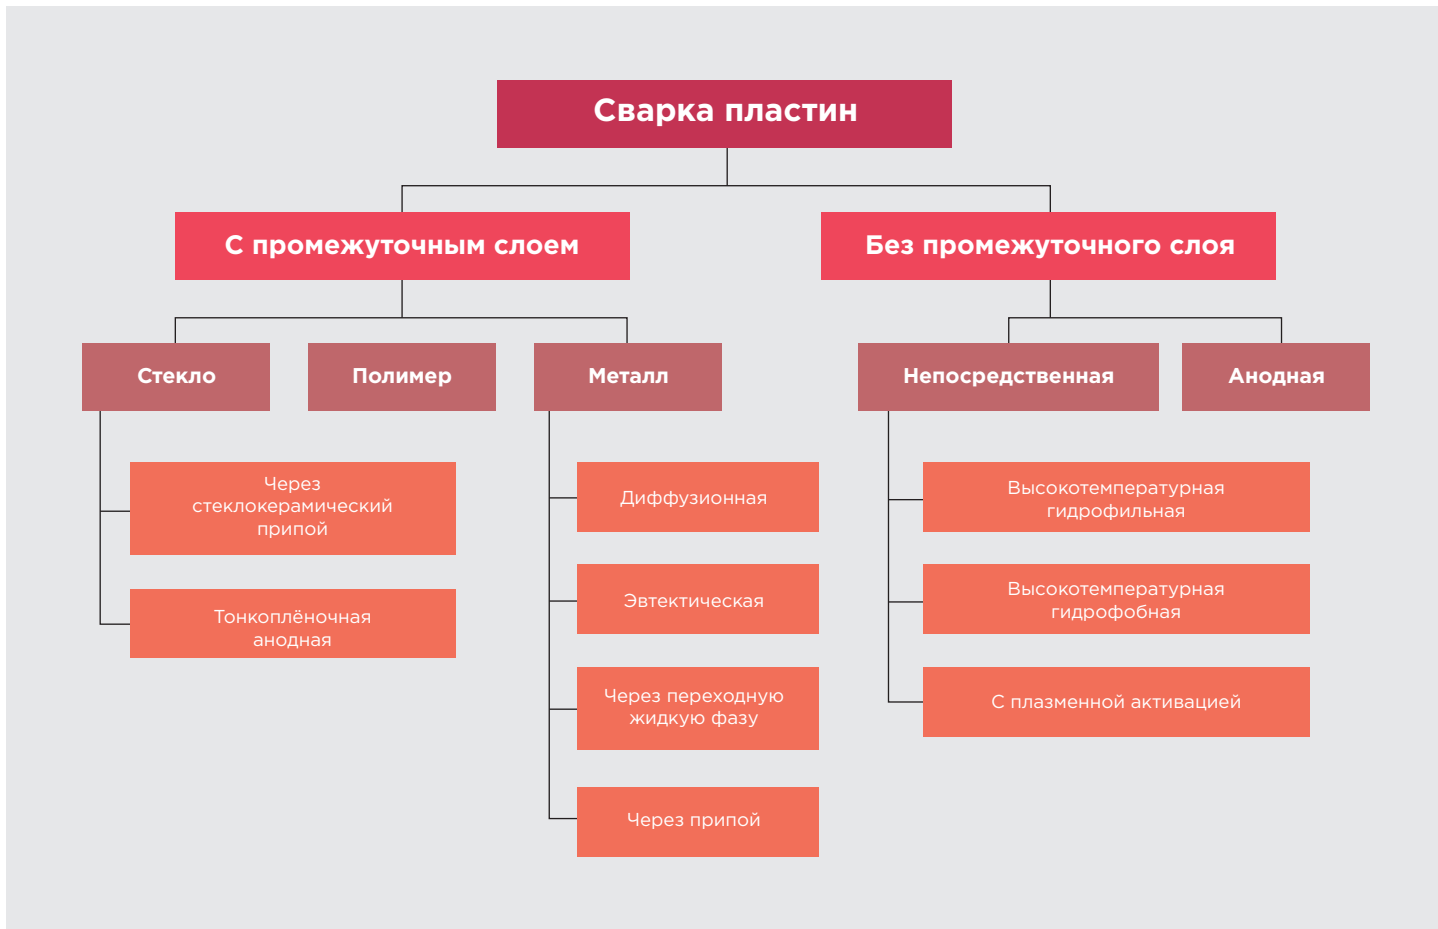 Сварка пластин
С промежуточным слоем
Без промежуточного слоя
Стекло
Полимер
Металл
Непосредственная
Анодная
Через
стеклокерамический
припой
Тонкоплёночная
анодная
Диффузионная
Эвтектическая
Через переходную
жидкую фазу
Через припой
Высокотемпературная
гидрофильная
Высокотемпературная
гидрофобная
С плазменной активацией